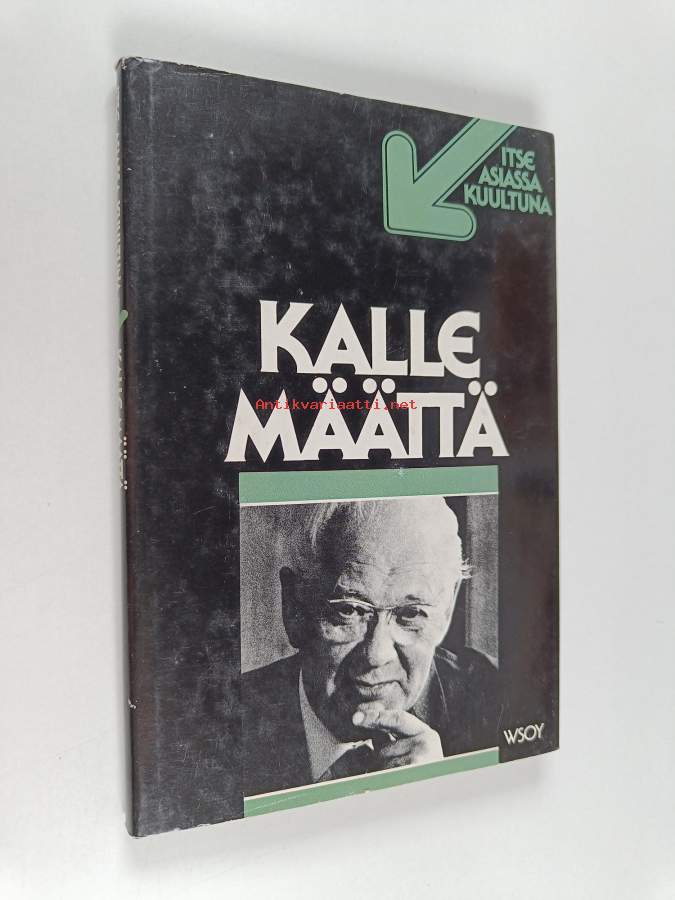 ITSE
ASIASSA
KUULTUNA
KALLE
MÄÄTTÄ
Antikvariaatti.net
WSOY